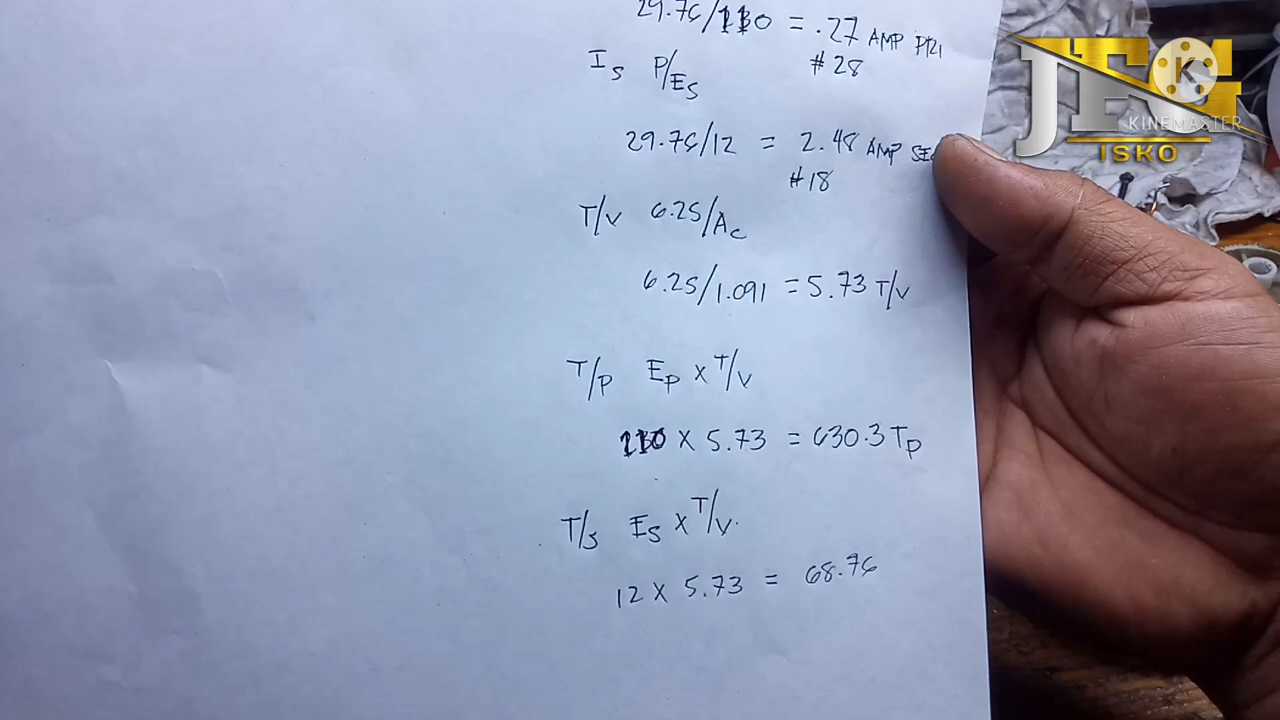 29.76/110 = .27 AMP PRI
#28
Is P/Es
29.76/12 = 2.48 AMP SEC
#18
T/V 6.25/Ac
6.25/1.091 = 5.73 T/V
T/P Ep x T/V
110 x 5.73 = 630.3 Tp
T/s Es x T/V.
12 x 5.73 = 68.76
JFG
K
KINEMASTER
ISKO